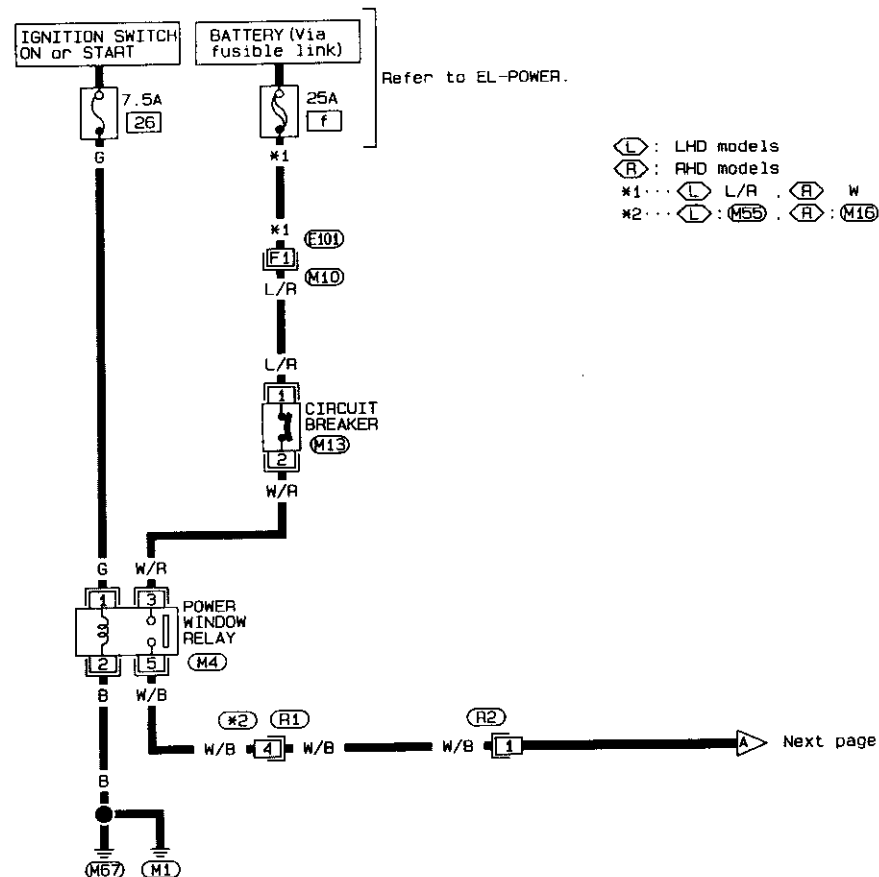 IGNITION SWITCH
ON or START
BATTERY (Via
fusible link)
Refer to EL-POWER.
7.5A
26
25A
f
G
*1
L : LHD models
R : RHD models
*1··· L L/R , R W
*2··· L : M55 , R : M16
*1
E101
F1
M10
L/R
L/R
1
CIRCUIT
BREAKER
M13
2
W/R
G W/R
1 3
POWER
WINDOW
RELAY
M4
2 5
B W/B
*2 R1
R2
W/B 4 W/B
W/B 1
A Next page
B
M67 M1